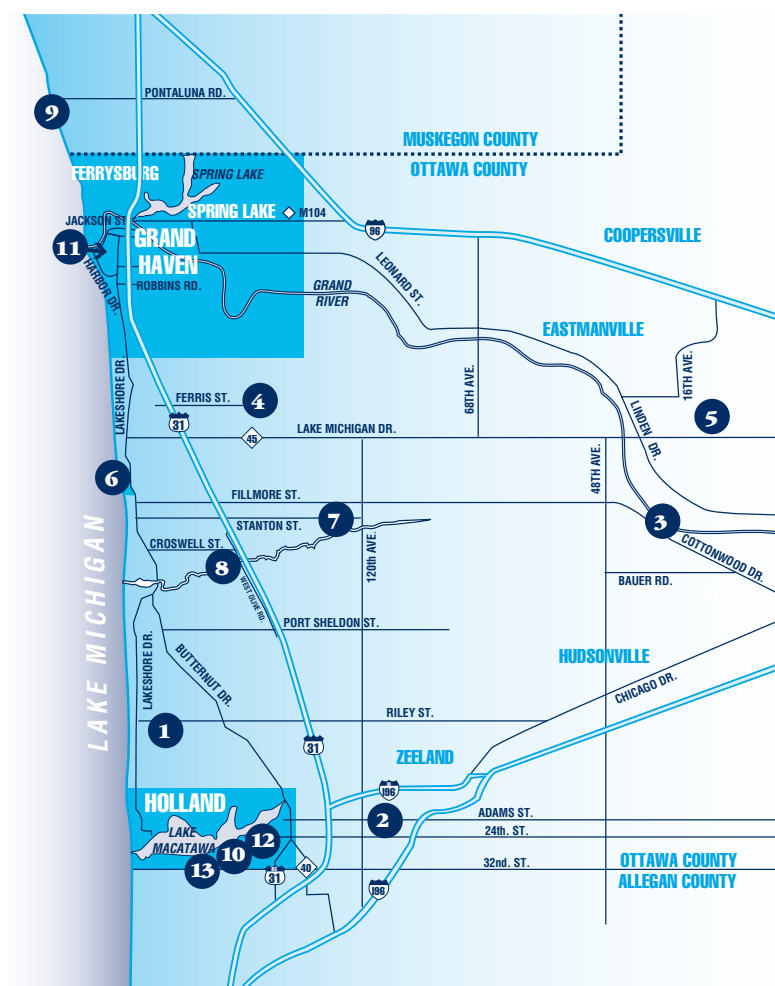 PONTALUNA RD.
9
MUSKEGON COUNTY
OTTAWA COUNTY
FERRYSBURG
SPRING LAKE
SPRING LAKE
M104
JACKSON ST.
96
COOPERSVILLE
11
GRAND
HAVEN
HARBOR DR.
ROBBINS RD.
GRAND
RIVER
LEONARD ST.
EASTMANVILLE
LAKESHORE DR.
FERRIS ST.
4
68TH AVE.
16TH AVE.
31
LINDEN DR.
5
45
LAKE MICHIGAN DR.
48TH AVE.
6
FILLMORE ST.
7
STANTON ST.
3
CROSWELL ST.
8
120th AVE.
COTTONWOOD DR.
WEST OLIVE RD.
BAUER RD.
LAKE MICHIGAN
PORT SHELDON ST.
LAKESHORE DR.
BUTTERNUT DR.
HUDSONVILLE
CHICAGO DR.
RILEY ST.
1
31
ZEELAND
196
HOLLAND
2
ADAMS ST.
LAKE
MACATAWA
12
24th. ST.
10
13
40
32nd. ST.
OTTAWA COUNTY
31
196
ALLEGAN COUNTY